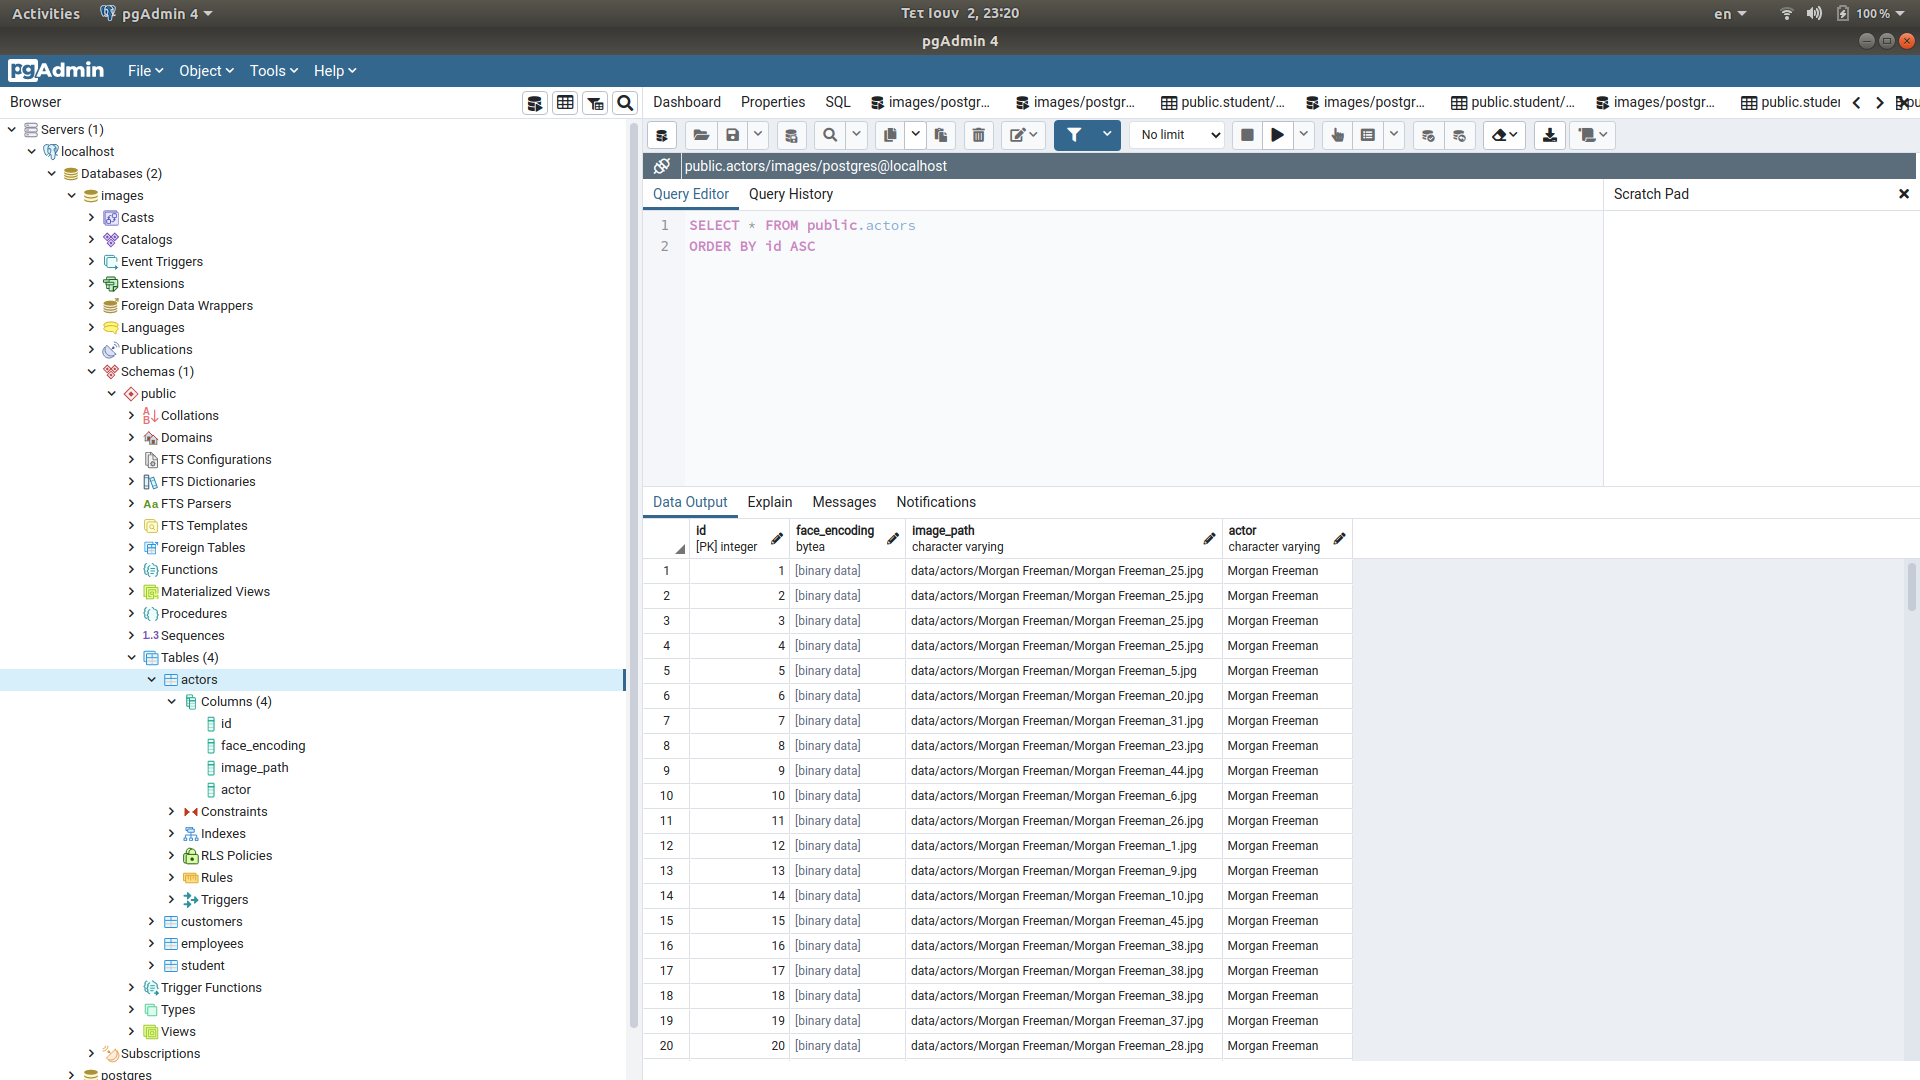 Activities pgAdmin 4 Τετ Ιουν 2, 23:20 en 100 %
pgAdmin 4
pgAdmin File Object Tools Help
Browser
Servers (1)
localhost
Databases (2)
images
Casts
Catalogs
Event Triggers
Extensions
Foreign Data Wrappers
Languages
Publications
Schemas (1)
public
Collations
Domains
FTS Configurations
FTS Dictionaries
Aa FTS Parsers
FTS Templates
Foreign Tables
Functions
Materialized Views
Procedures
1..3 Sequences
Tables (4)
actors
Columns (4)
id
face_encoding
image_path
actor
Constraints
Indexes
RLS Policies
Rules
Triggers
customers
employees
student
Trigger Functions
Types
Views
Subscriptions
postgres
Dashboard Properties SQL images/postgr... images/postgr... public.student/... images/postgr... public.student/... images/postgr... public.studer
No limit
public.actors/images/postgres@localhost
Query Editor Query History
Scratch Pad
1 SELECT * FROM public.actors
2 ORDER BY id ASC
Data Output Explain Messages Notifications
id face_encoding image_path actor
[PK] integer bytea character varying character varying
1 1 [binary data] data/actors/Morgan Freeman/Morgan Freeman_25.jpg Morgan Freeman
2 2 [binary data] data/actors/Morgan Freeman/Morgan Freeman_25.jpg Morgan Freeman
3 3 [binary data] data/actors/Morgan Freeman/Morgan Freeman_25.jpg Morgan Freeman
4 4 [binary data] data/actors/Morgan Freeman/Morgan Freeman_25.jpg Morgan Freeman
5 5 [binary data] data/actors/Morgan Freeman/Morgan Freeman_5.jpg Morgan Freeman
6 6 [binary data] data/actors/Morgan Freeman/Morgan Freeman_20.jpg Morgan Freeman
7 7 [binary data] data/actors/Morgan Freeman/Morgan Freeman_31.jpg Morgan Freeman
8 8 [binary data] data/actors/Morgan Freeman/Morgan Freeman_23.jpg Morgan Freeman
9 9 [binary data] data/actors/Morgan Freeman/Morgan Freeman_44.jpg Morgan Freeman
10 10 [binary data] data/actors/Morgan Freeman/Morgan Freeman_6.jpg Morgan Freeman
11 11 [binary data] data/actors/Morgan Freeman/Morgan Freeman_26.jpg Morgan Freeman
12 12 [binary data] data/actors/Morgan Freeman/Morgan Freeman_1.jpg Morgan Freeman
13 13 [binary data] data/actors/Morgan Freeman/Morgan Freeman_9.jpg Morgan Freeman
14 14 [binary data] data/actors/Morgan Freeman/Morgan Freeman_10.jpg Morgan Freeman
15 15 [binary data] data/actors/Morgan Freeman/Morgan Freeman_45.jpg Morgan Freeman
16 16 [binary data] data/actors/Morgan Freeman/Morgan Freeman_38.jpg Morgan Freeman
17 17 [binary data] data/actors/Morgan Freeman/Morgan Freeman_38.jpg Morgan Freeman
18 18 [binary data] data/actors/Morgan Freeman/Morgan Freeman_38.jpg Morgan Freeman
19 19 [binary data] data/actors/Morgan Freeman/Morgan Freeman_37.jpg Morgan Freeman
20 20 [binary data] data/actors/Morgan Freeman/Morgan Freeman_28.jpg Morgan Freeman